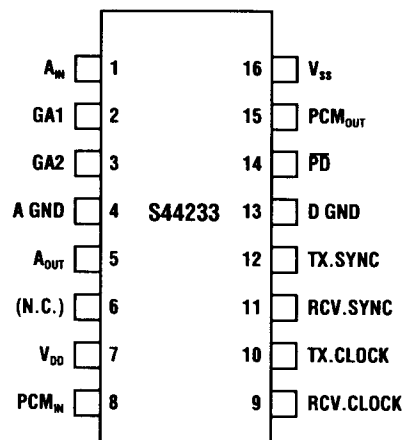 A_IN 1 16 V_SS
GA1 2 15 PCM_OUT
GA2 3 14 P̅D̅
A GND 4 S44233 13 D GND
A_OUT 5 12 TX.SYNC
(N.C.) 6 11 RCV.SYNC
V_DD 7 10 TX.CLOCK
PCM_IN 8 9 RCV.CLOCK